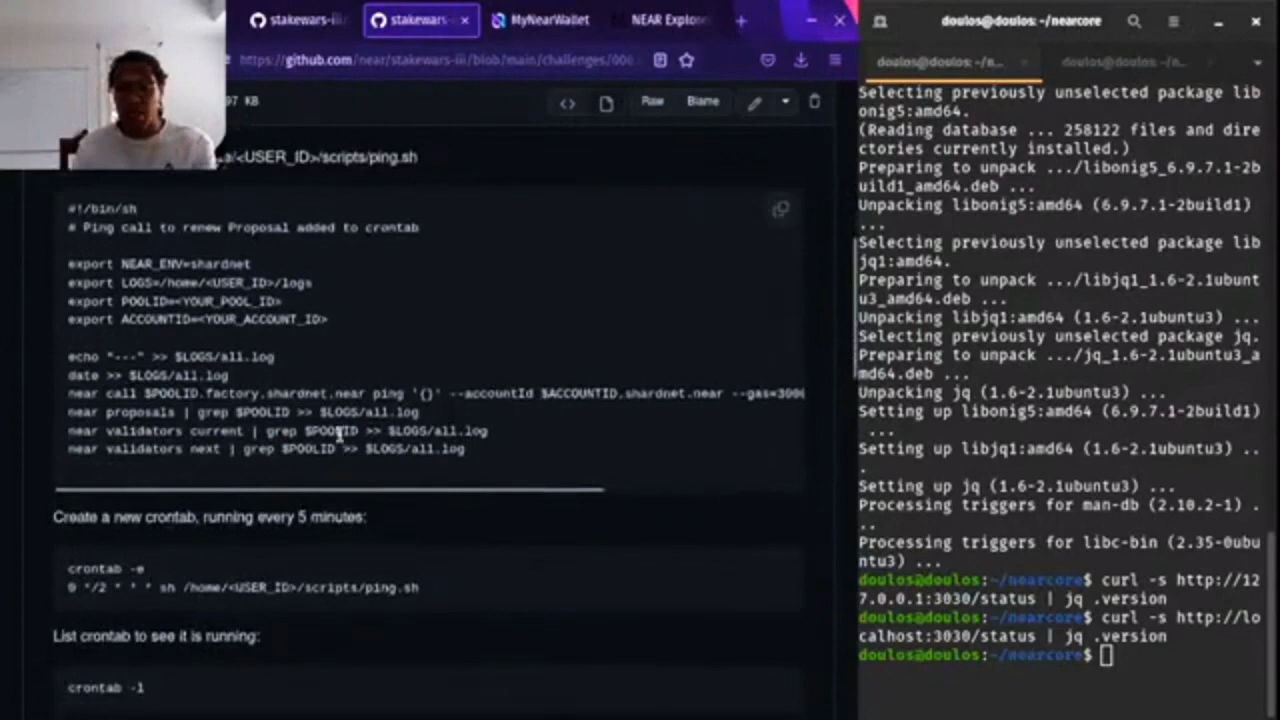 stakewars-iii/
stakewars-
MyNearWallet
NEAR Explore
https://github.com/near/stakewars-iii/blob/main/challenges/00
97 KB
Raw
Blame
/<USER_ID>/scripts/ping.sh
#!/bin/sh
# Ping call to renew Proposal added to crontab
export NEAR_ENV=shardnet
export LOGS=/home/<USER_ID>/logs
export POOLID=<YOUR_POOL_ID>
export ACCOUNTID=<YOUR_ACCOUNT_ID>
echo "---" >> $LOGS/all.log
date >> $LOGS/all.log
near call $POOLID.factory.shardnet.near ping '{}' --accountId $ACCOUNTID.shardnet.near --gas=3000
near proposals | grep $POOLID >> $LOGS/all.log
near validators current | grep $POOLID >> $LOGS/all.log
near validators next | grep $POOLID >> $LOGS/all.log
Create a new crontab, running every 5 minutes:
crontab -e
0 */2 * * * sh /home/<USER_ID>/scripts/ping.sh
List crontab to see it is running:
crontab -l
doulos@doulos: ~/nearcore
doulos@doulos: ~/n...
doulos@doulos: ~/n...
Selecting previously unselected package lib
onig5:amd64.
(Reading database ... 258122 files and dire
ctories currently installed.)
Preparing to unpack .../libonig5_6.9.7.1-2b
uild1_amd64.deb ...
Unpacking libonig5:amd64 (6.9.7.1-2build1)
...
Selecting previously unselected package lib
jq1:amd64.
Preparing to unpack .../libjq1_1.6-2.1ubunt
u3_amd64.deb ...
Unpacking libjq1:amd64 (1.6-2.1ubuntu3) ...
Selecting previously unselected package jq.
Preparing to unpack .../jq_1.6-2.1ubuntu3_a
md64.deb ...
Unpacking jq (1.6-2.1ubuntu3) ...
Setting up libonig5:amd64 (6.9.7.1-2build1)
...
Setting up libjq1:amd64 (1.6-2.1ubuntu3) ..
.
Setting up jq (1.6-2.1ubuntu3) ...
Processing triggers for man-db (2.10.2-1) .
..
Processing triggers for libc-bin (2.35-0ubu
ntu3) ...
doulos@doulos:~/nearcore$ curl -s http://12
7.0.0.1:3030/status | jq .version
doulos@doulos:~/nearcore$ curl -s http://lo
calhost:3030/status | jq .version
doulos@doulos:~/nearcore$